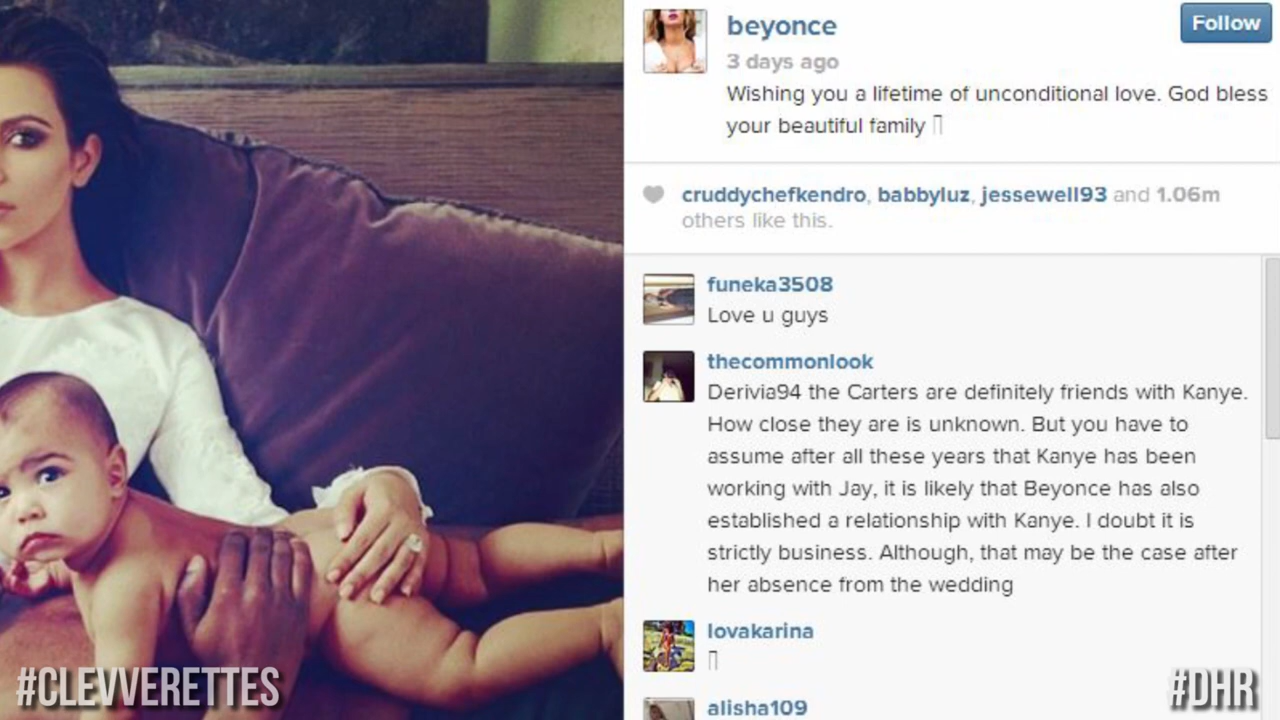 beyonce
Follow
3 days ago
Wishing you a lifetime of unconditional love. God bless
your beautiful family
cruddychefkendro, babbyluz, jessewell93 and 1.06m
others like this.
funeka3508
Love u guys
thecommonlook
Derivia94 the Carters are definitely friends with Kanye.
How close they are is unknown. But you have to
assume after all these years that Kanye has been
working with Jay, it is likely that Beyonce has also
established a relationship with Kanye. I doubt it is
strictly business. Although, that may be the case after
her absence from the wedding
lovakarina
alisha109
#CLEVVERETTES
#DHR